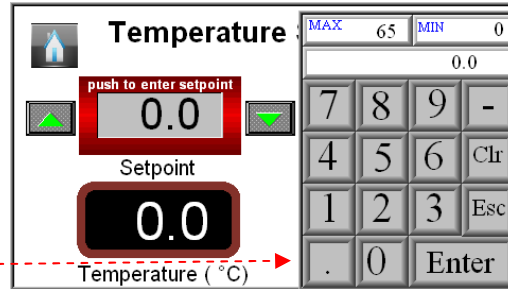 Temperature
push to enter setpoint
0.0
Setpoint
0.0
Temperature ( °C)
MAX 65 MIN 0
0.0
7 8 9 -
4 5 6 Clr
1 2 3 Esc
. 0 Enter